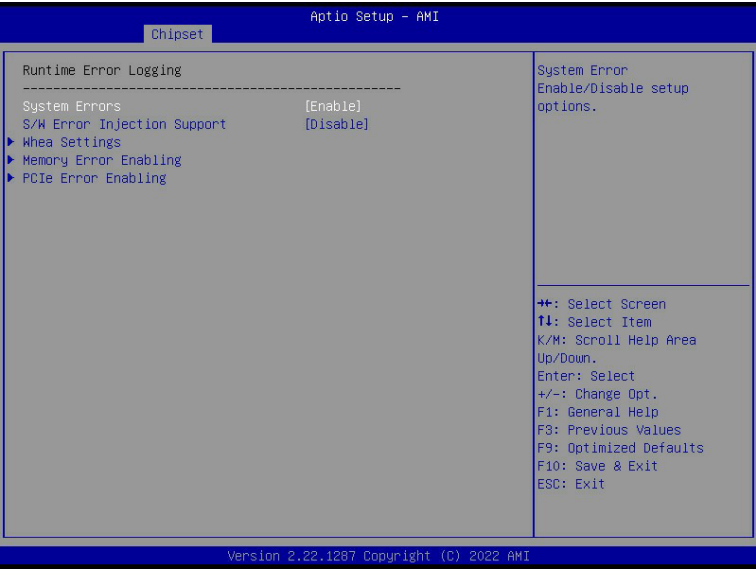 Aptio Setup – AMI
Chipset
Runtime Error Logging
--------------------------------------------------
System Errors [Enable]
S/W Error Injection Support [Disable]
▶ Whea Settings
▶ Memory Error Enabling
▶ PCIe Error Enabling
System Error
Enable/Disable setup
options.
→←: Select Screen
↑↓: Select Item
K/M: Scroll Help Area
Up/Down.
Enter: Select
+/-: Change Opt.
F1: General Help
F3: Previous Values
F9: Optimized Defaults
F10: Save & Exit
ESC: Exit
Version 2.22.1287 Copyright (C) 2022 AMI